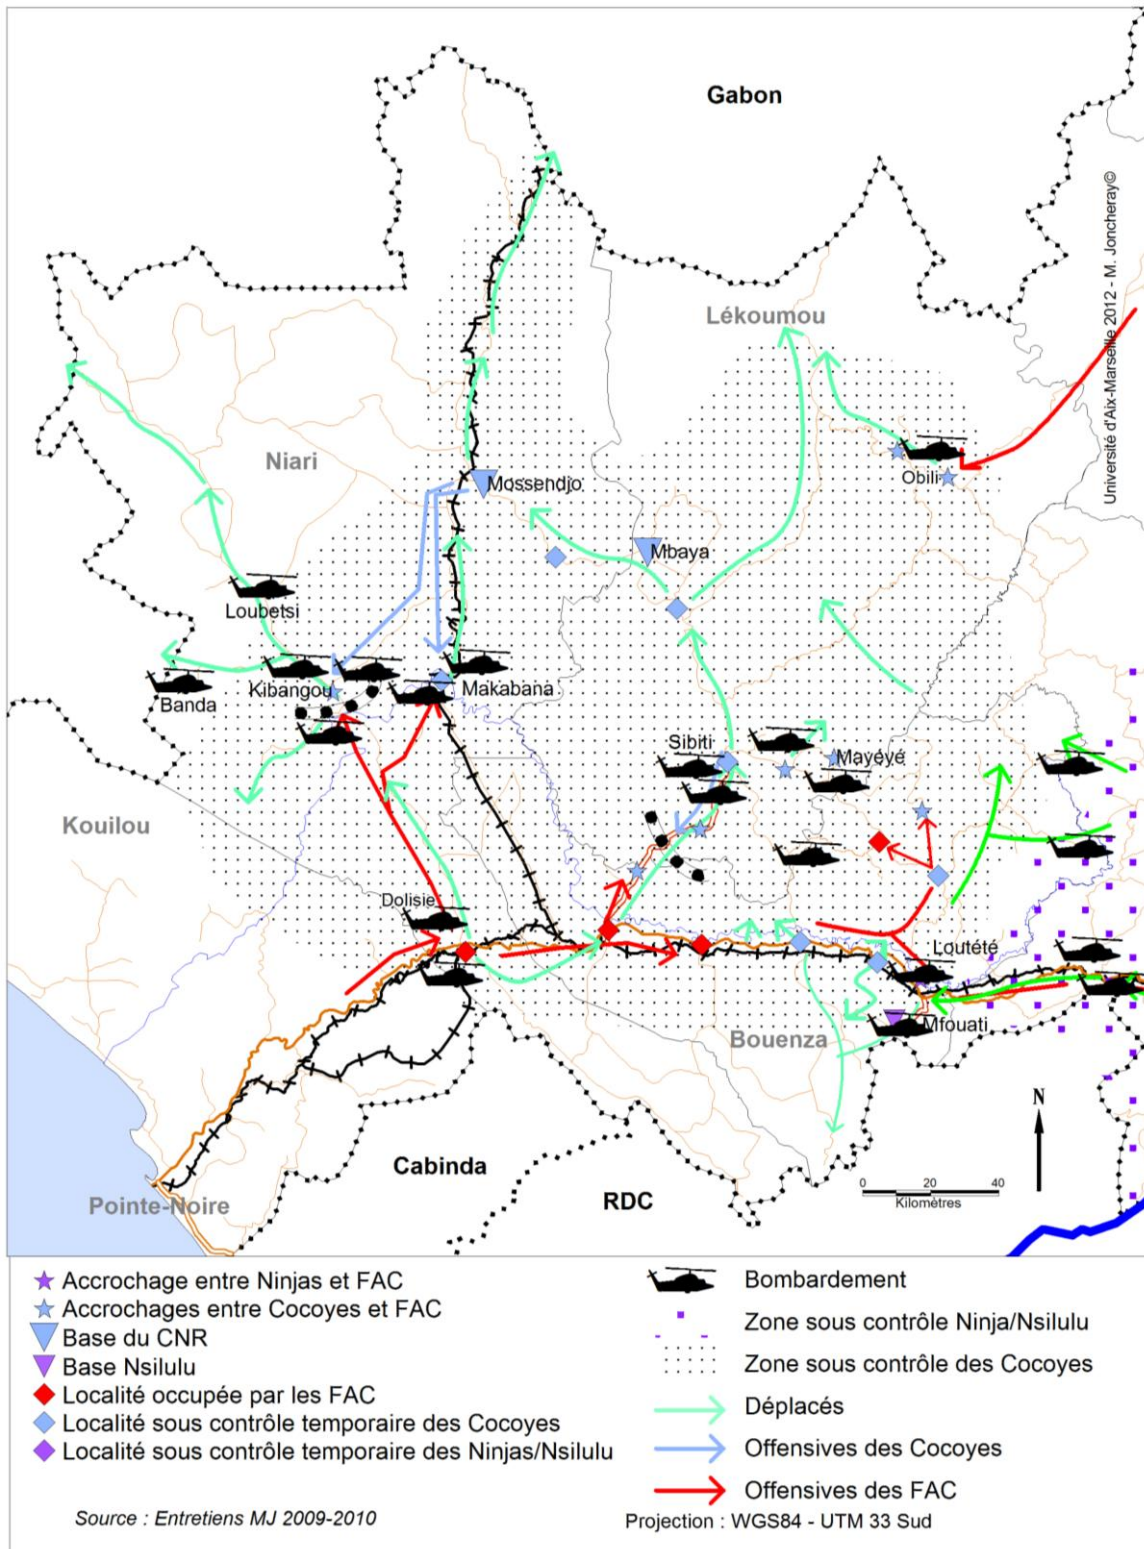 Gabon
Université d'Aix-Marseille 2012 - M. Joncheray©
Lékoumou
Niari
Obili
Mossendjo
Mbaya
Loubetsi
Kibangou
Makabana
Banda
Sibiti
Mayéyé
Kouilou
Dolisie
Loutété
Mfouati
Bouenza
N
Cabinda
RDC
Pointe-Noire
0 20 40
Kilomètres
Accrochage entre Ninjas et FAC
Accrochages entre Cocoyes et FAC
Base du CNR
Base Nsilulu
Localité occupée par les FAC
Localité sous contrôle temporaire des Cocoyes
Localité sous contrôle temporaire des Ninjas/Nsilulu
Bombardement
Zone sous contrôle Ninja/Nsilulu
Zone sous contrôle des Cocoyes
Déplacés
Offensives des Cocoyes
Offensives des FAC
Source : Entretiens MJ 2009-2010
Projection : WGS84 - UTM 33 Sud